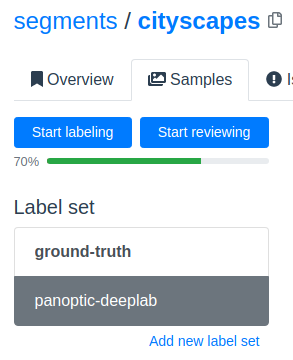 segments / cityscapes
Overview Samples
Start labeling Start reviewing
70%
Label set
ground-truth
panoptic-deeplab
Add new label set